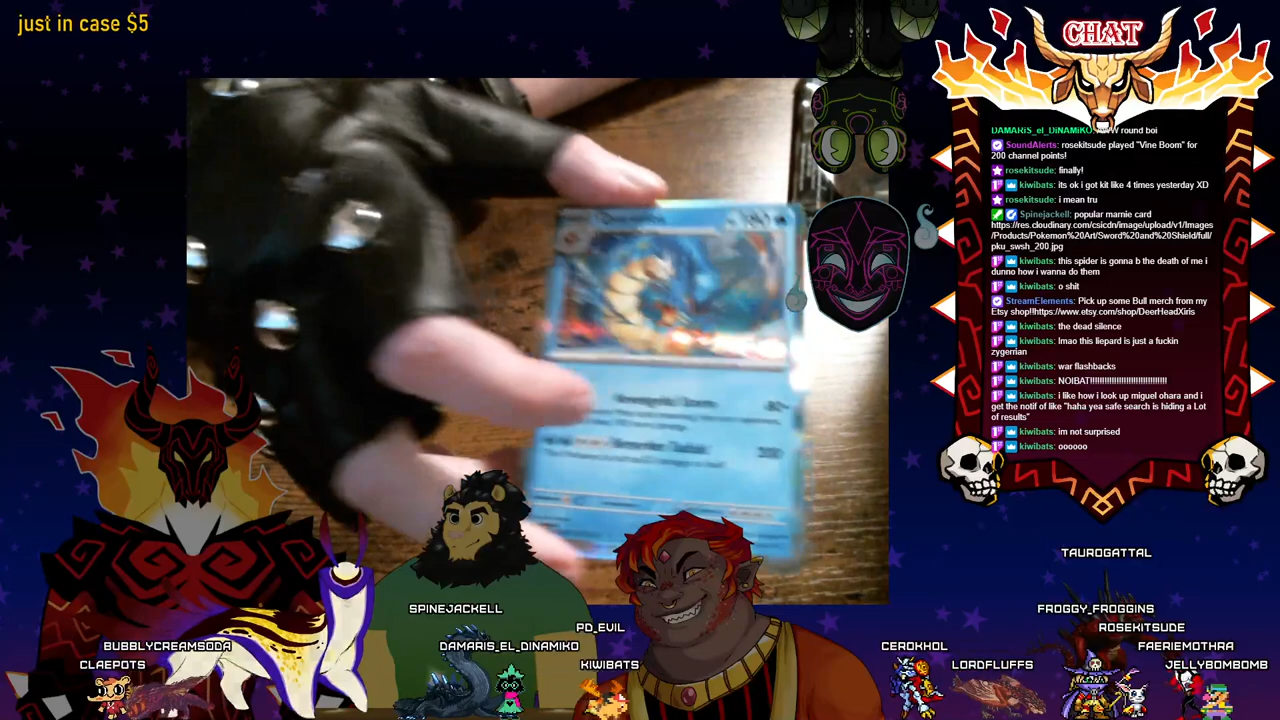 just in case $5
CHAT
DAMARiS_el_DiNAMiKO: round boi
SoundAlerts: rosekitsude played "Vine Boom" for
200 channel points!
rosekitsude: finally!
kiwibats: its ok i got kit like 4 times yesterday XD
rosekitsude: i mean tru
Spinejackell: popular marnie card
https://res.cloudinary.com/csicdn/image/upload/v1/Images
/Products/Pokemon%20Art/Sword%20and%20Shield/full/
pku_swsh_200.jpg
kiwibats: this spider is gonna b the death of me i
dunno how i wanna do them
kiwibats: o shit
StreamElements: Pick up some Bull merch from my
Etsy shop!!https://www.etsy.com/shop/DeerHeadXiris
kiwibats: the dead silence
kiwibats: lmao this liepard is just a fuckin
zygerrian
kiwibats: war flashbacks
kiwibats: NOIBAT!!!!!!!!!!!!!!!!!!!!!!!!!!!!!!!!!
kiwibats: i like how i look up miguel ohara and i
get the notif of like "haha yea safe search is hiding a Lot
of results"
kiwibats: im not surprised
kiwibats: oooooo
TAUROGATTAL
SPINEJACKELL
FROGGY_FROGGINS
PD_EVIL
ROSEKITSUDE
BUBBLYCREAMSODA
DAMARIS_EL_DINAMIKO
CEROKHOL
FAERIEMOTHRA
CLAEPOTS
KIWIBATS
LORDFLUFFS
JELLYBOMBOMB